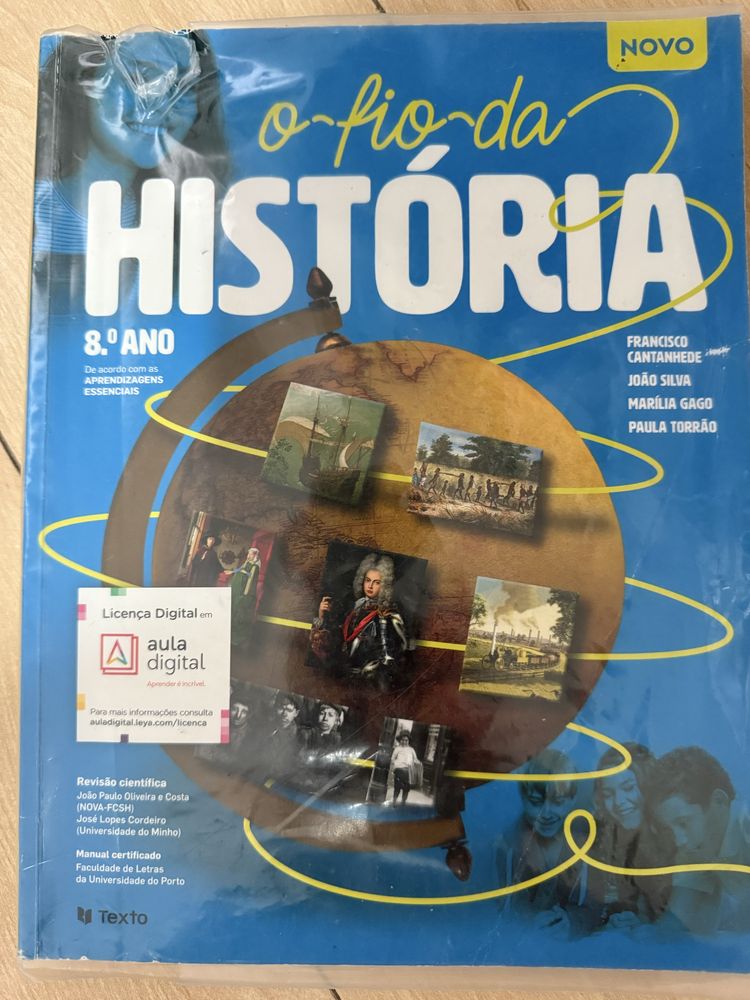 NOVO
o fio da
HISTÓRIA
8.º ANO
De acordo com as
APRENDIZAGENS
ESSENCIAIS
FRANCISCO
CANTANHEDE
JOÃO SILVA
MARÍLIA GAGO
PAULA TORRÃO
Licença Digital em
aula
digital
Aprender é incrível.
Para mais informações consulta
auladigital.leya.com/licenca
Revisão científica
João Paulo Oliveira e Costa
(NOVA-FCSH)
José Lopes Cordeiro
(Universidade do Minho)
Manual certificado
Faculdade de Letras
da Universidade do Porto
Texto